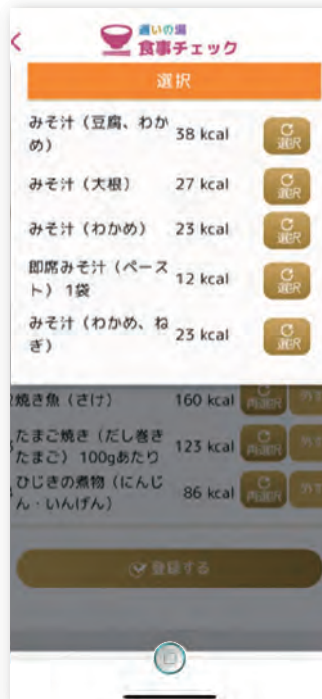 通いの場
食事チェック
選択
みそ汁（豆腐、わか
め）
38 kcal
選択
みそ汁（大根）
27 kcal
選択
みそ汁（わかめ）
23 kcal
選択
即席みそ汁（ペース
ト） 1袋
12 kcal
選択
みそ汁（わかめ、ね
ぎ）
23 kcal
選択
焼き魚（さけ）
160 kcal
再選択
たまご焼き（だし巻き
たまご） 100gあたり
123 kcal
再選択
ひじきの煮物（にんじ
ん・いんげん）
86 kcal
再選択
登録する